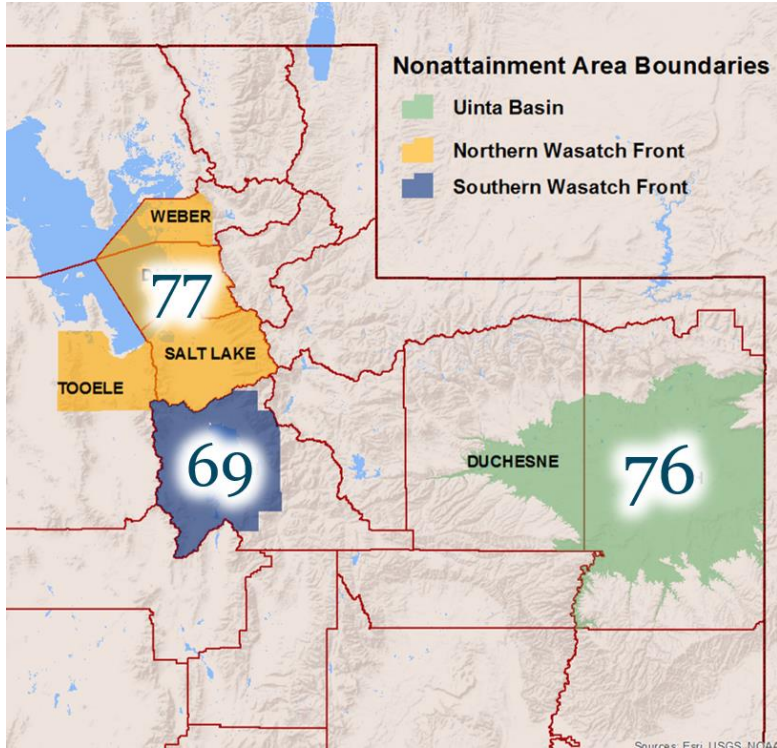 Nonattainment Area Boundaries
Uinta Basin
Northern Wasatch Front
Southern Wasatch Front
WEBER
77
SALT LAKE
TOOELE
69
DUCHESNE
76
Sources: Esri, USGS, NOAA